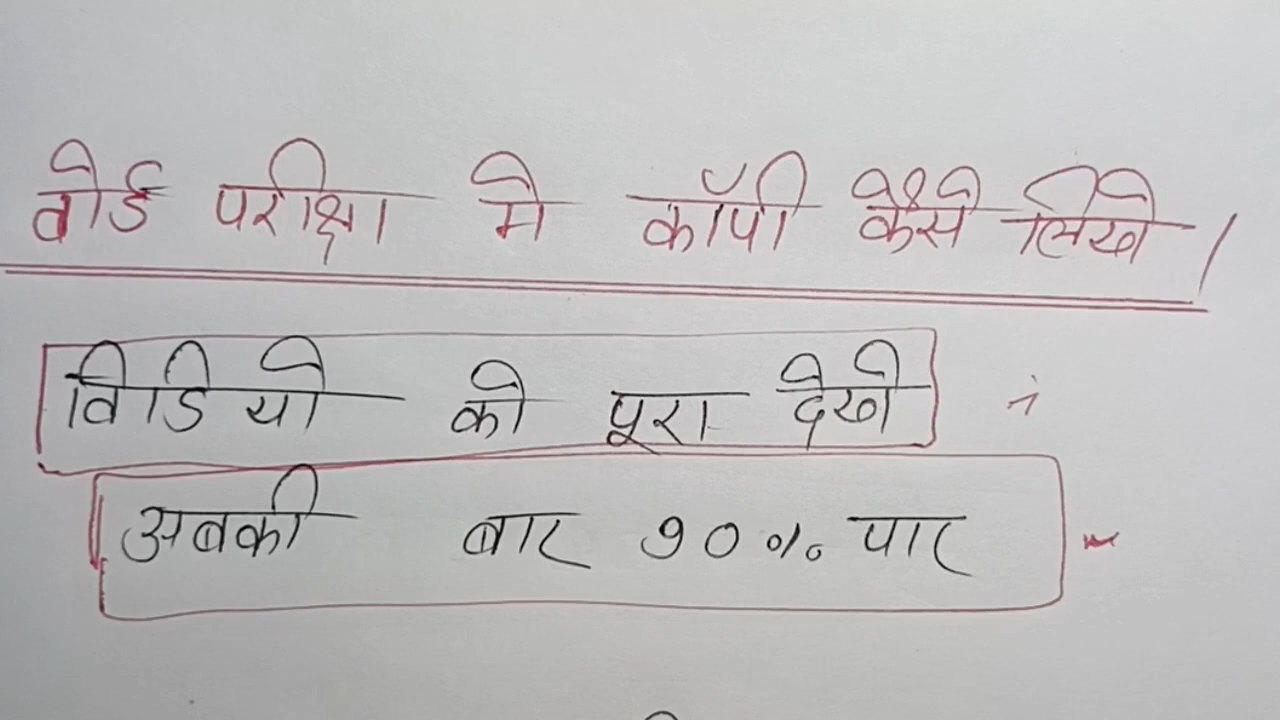 बोर्ड परीक्षा मे कॉपी कैसे लिखे ।
विडियो को पूरा देखे
अबकी बार 90% पार